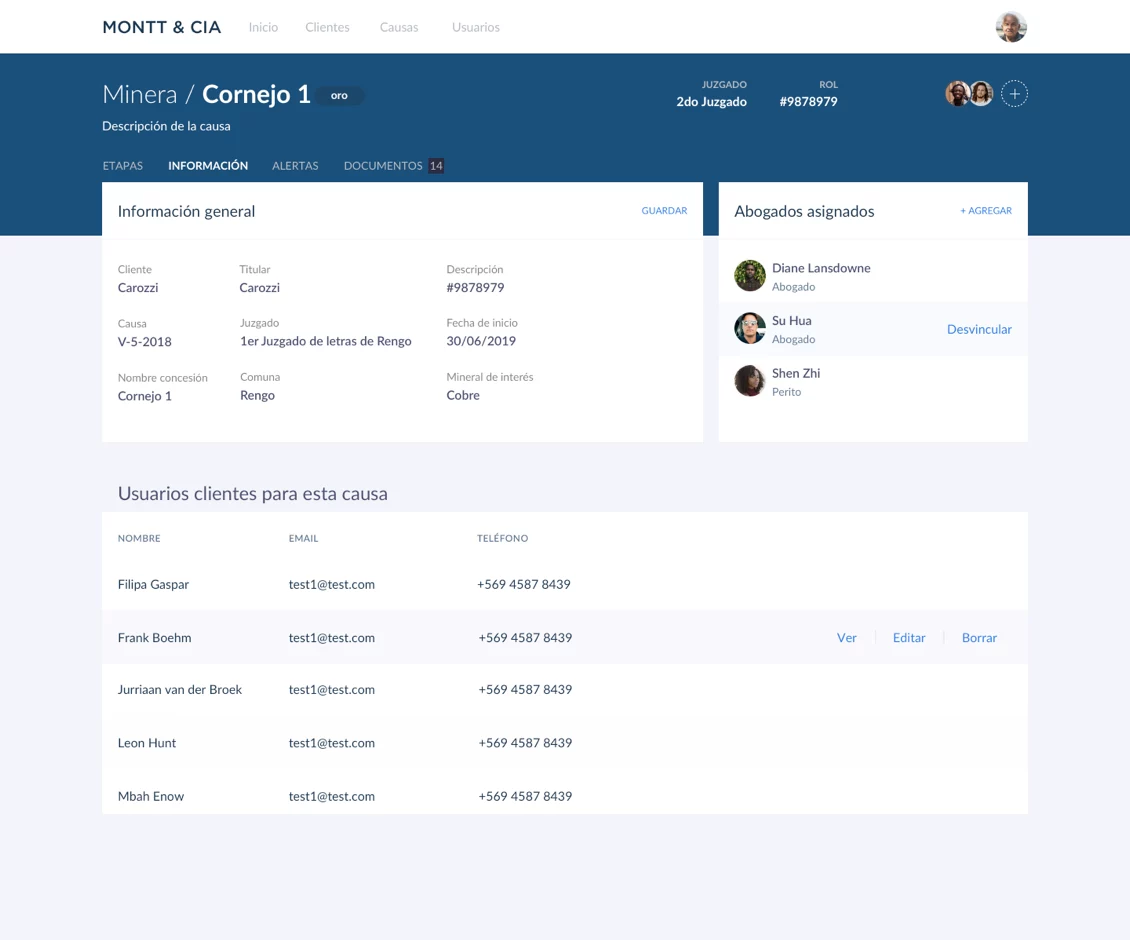 MONTT & CIA Inicio Clientes Causas Usuarios
Minera / Cornejo 1 oro
Descripción de la causa
JUZGADO ROL
2do Juzgado #9878979
+
ETAPAS INFORMACIÓN ALERTAS DOCUMENTOS 14
Información general GUARDAR
Cliente Titular Descripción
Carozzi Carozzi #9878979
Causa Juzgado Fecha de inicio
V-5-2018 1er Juzgado de letras de Rengo 30/06/2019
Nombre concesión Comuna Mineral de interés
Cornejo 1 Rengo Cobre
Abogados asignados + AGREGAR
Diane Lansdowne
Abogado
Su Hua
Abogado
Desvincular
Shen Zhi
Perito
Usuarios clientes para esta causa
NOMBRE EMAIL TELÉFONO
Filipa Gaspar test1@test.com +569 4587 8439
Frank Boehm test1@test.com +569 4587 8439 Ver Editar Borrar
Jurriaan van der Broek test1@test.com +569 4587 8439
Leon Hunt test1@test.com +569 4587 8439
Mbah Enow test1@test.com +569 4587 8439